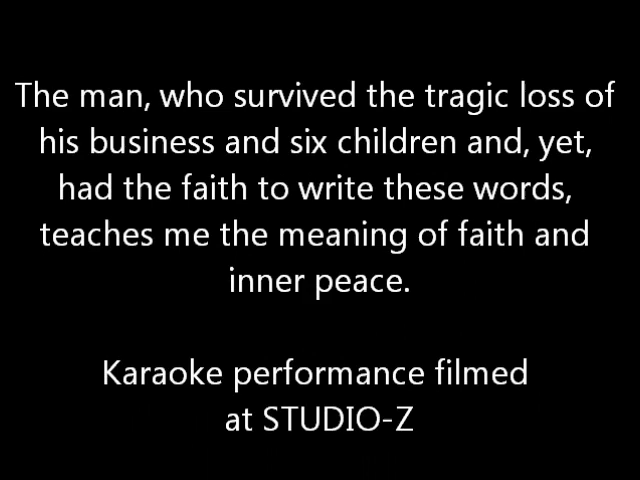 The man, who survived the tragic loss of
his business and six children and, yet,
had the faith to write these words,
teaches me the meaning of faith and
inner peace.
Karaoke performance filmed
at STUDIO-Z